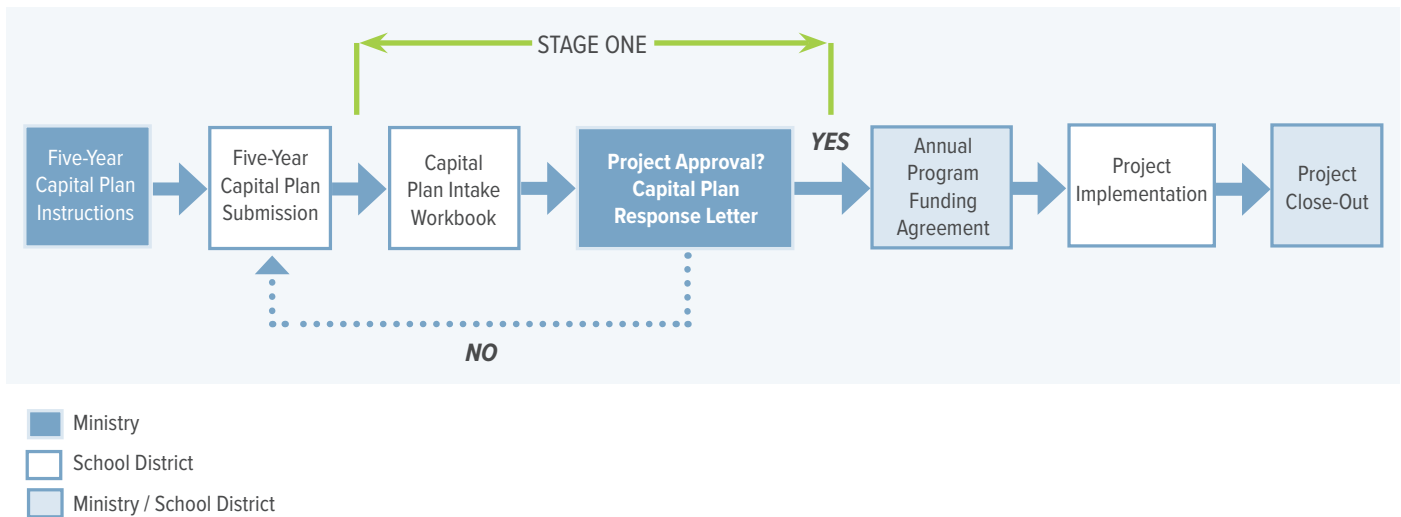 STAGE ONE
Five-Year
Capital Plan
Instructions
Five-Year
Capital Plan
Submission
Capital
Plan Intake
Workbook
Project Approval?
Capital Plan
Response Letter
YES
Annual
Program
Funding
Agreement
Project
Implementation
Project
Close-Out
NO
Ministry
School District
Ministry / School District